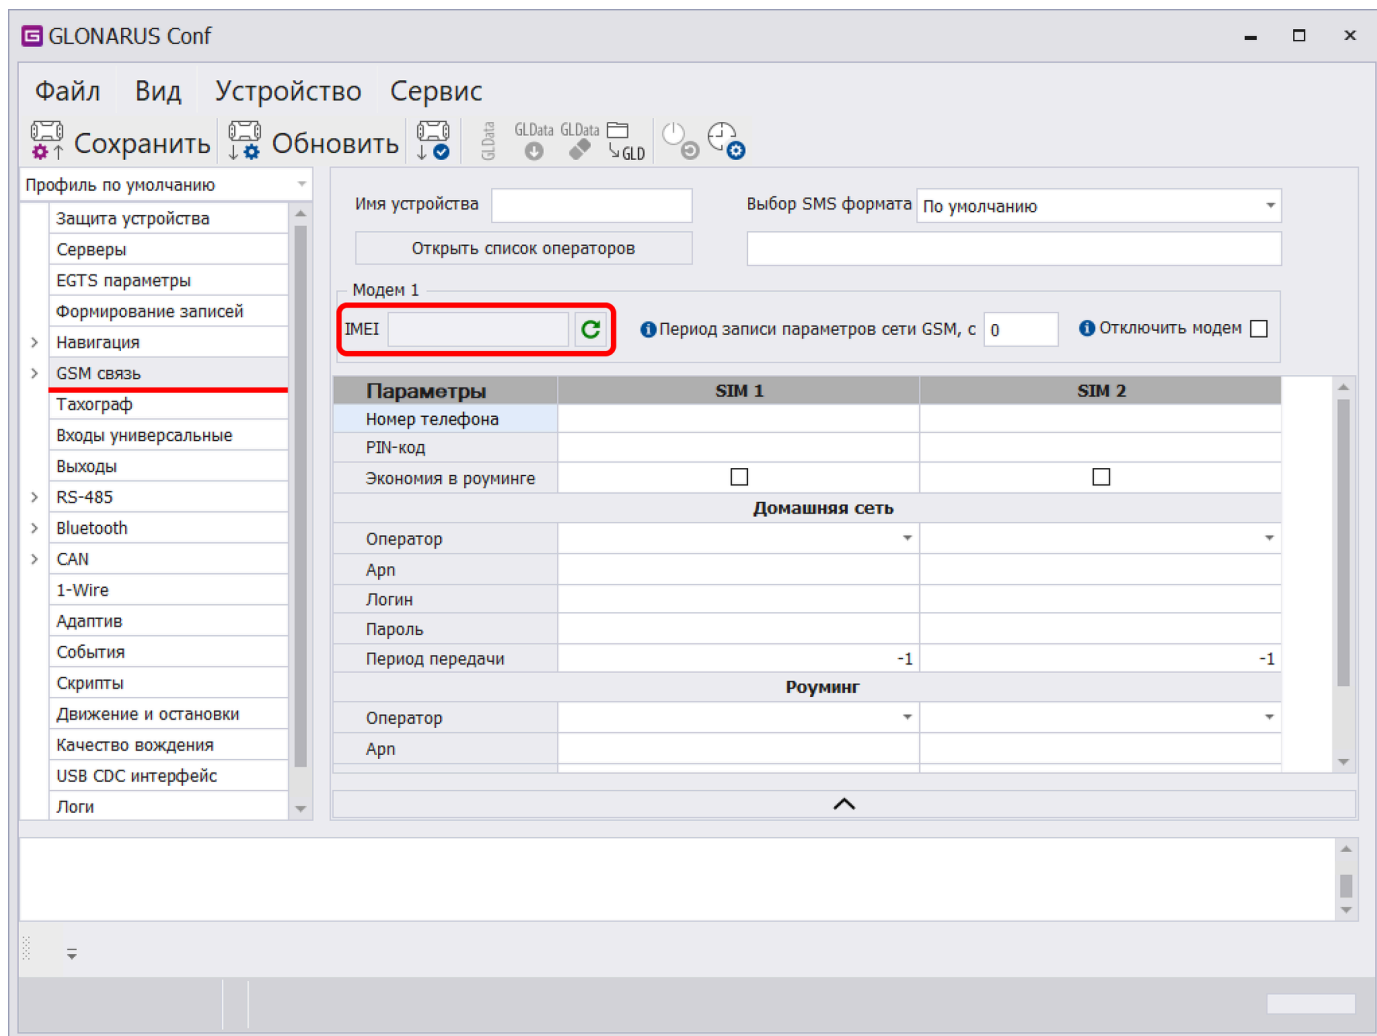 GLONARUS Conf
Файл Вид Устройство Сервис
Сохранить Обновить GLData GLData GLData GLD
Профиль по умолчанию
Защита устройства
Серверы
EGTS параметры
Формирование записей
Навигация
GSM связь
Тахограф
Входы универсальные
Выходы
RS-485
Bluetooth
CAN
1-Wire
Адаптив
События
Скрипты
Движение и остановки
Качество вождения
USB CDC интерфейс
Логи
Имя устройства Выбор SMS формата По умолчанию
Открыть список операторов
Модем 1
IMEI Период записи параметров сети GSM, с 0 Отключить модем
Параметры SIM 1 SIM 2
Номер телефона
PIN-код
Экономия в роуминге
Домашняя сеть
Оператор
Apn
Логин
Пароль
Период передачи -1 -1
Роуминг
Оператор
Apn